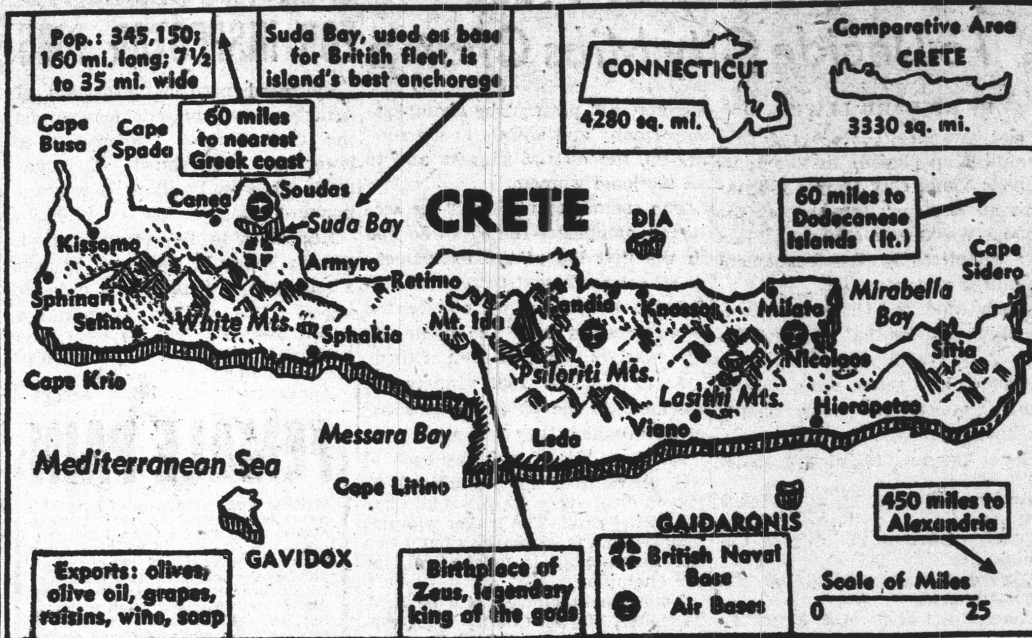 Pop.: 345,150;
160 mi. long; 7½
to 35 mi. wide
Suda Bay, used as base
for British fleet, is
island's best anchorage
Comparative Area
CONNECTICUT
4280 sq. mi.
CRETE
3330 sq. mi.
60 miles
to nearest
Greek coast
60 miles to
Dodecanese
Islands (It.)
Cape
Busa
Cape
Spada
Canea
Soudas
Suda Bay
CRETE
DIA
Cape
Sidero
Kissomo
Armyro
Retimo
Mirabella
Bay
Sphinari
Selino
White Mts.
Sphakia
Mt. Ida
Candia
Knossos
Milata
Nicoloos
Sitia
Cape Krio
Psiloriti Mts.
Lasithi Mts.
Hierapetso
Messara Bay
Leda
Viano
Mediterranean Sea
Cape Litino
GAVIDOX
GAIDARONIS
450 miles to
Alexandria
Exports: olives,
olive oil, grapes,
raisins, wine, soap
Birthplace of
Zeus, legendary
king of the gods
British Naval
Base
Air Bases
Scale of Miles
0 25